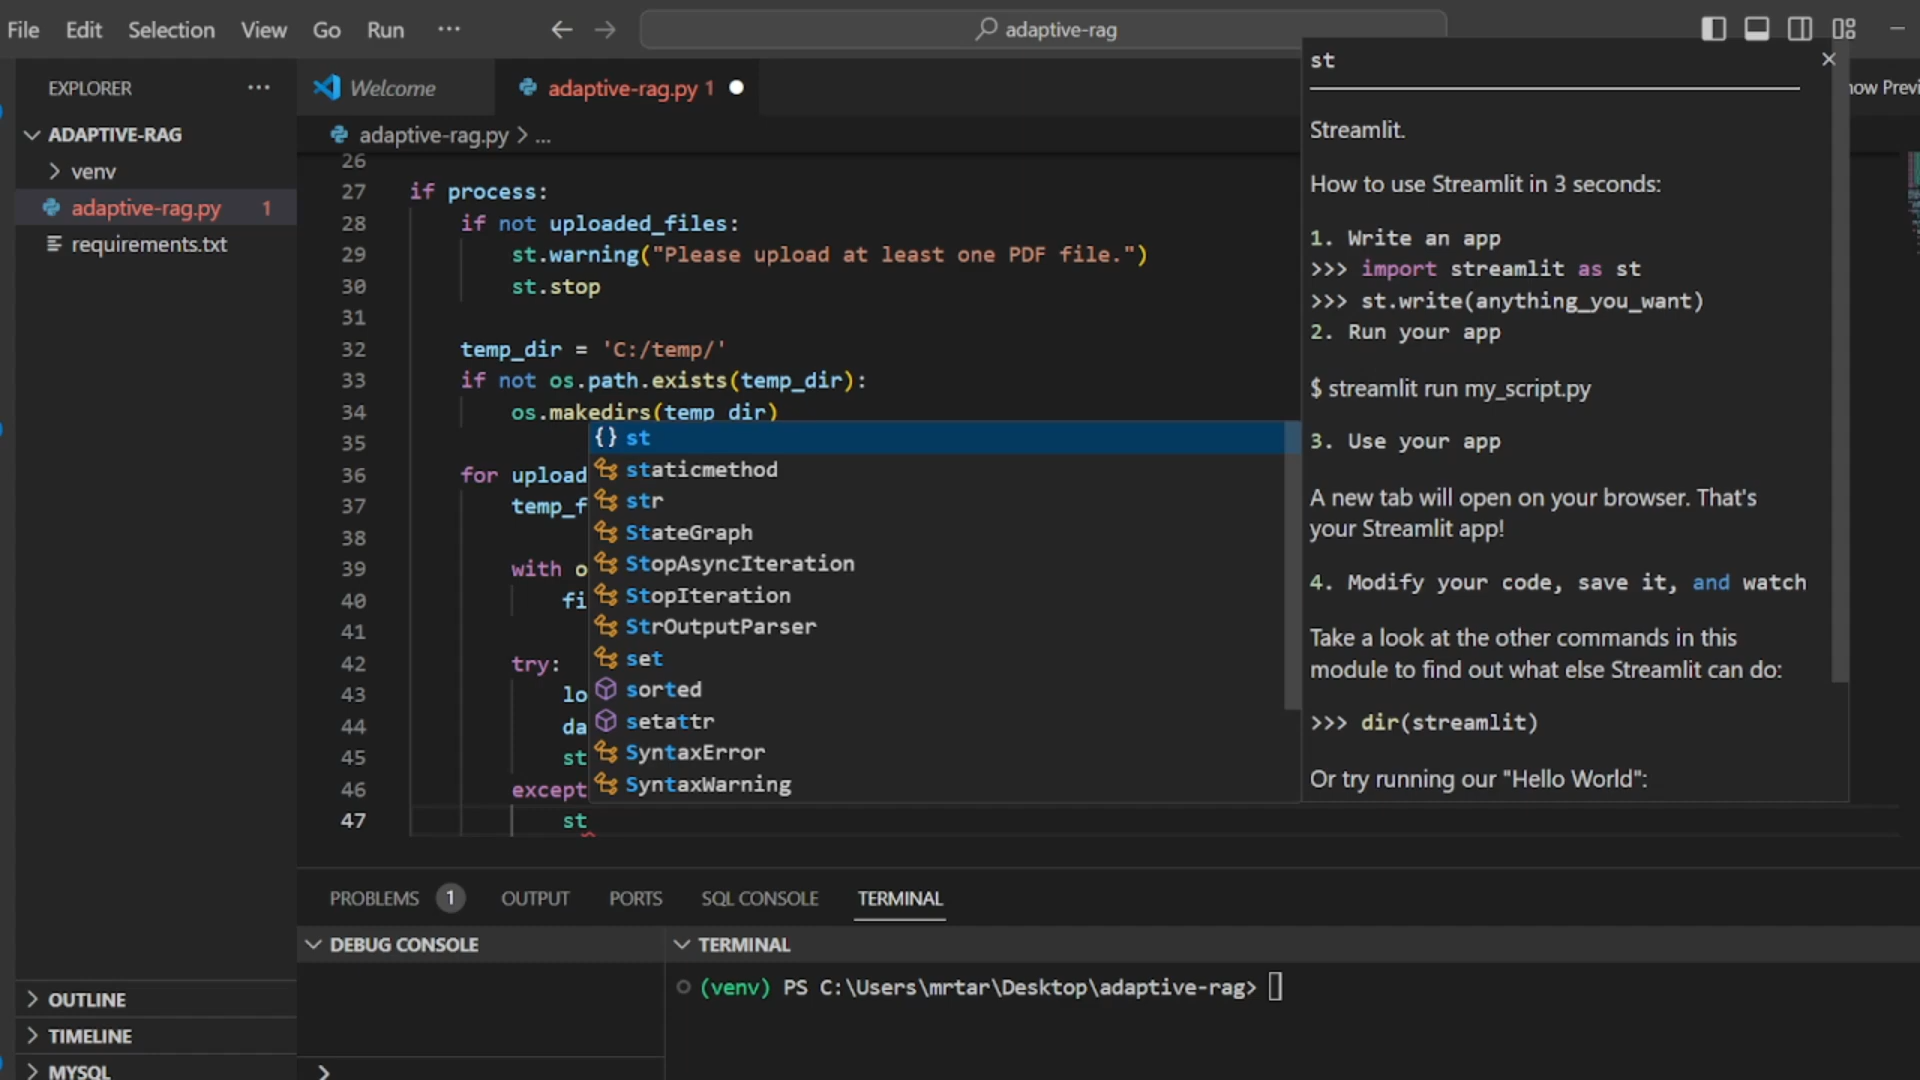 File Edit Selection View Go Run ···
adaptive-rag
EXPLORER ···
Welcome
adaptive-rag.py 1
ADAPTIVE-RAG
venv
adaptive-rag.py 1
requirements.txt
adaptive-rag.py > ...
26
27 if process:
28 if not uploaded_files:
29 st.warning("Please upload at least one PDF file.")
30 st.stop
31
32 temp_dir = 'C:/temp/'
33 if not os.path.exists(temp_dir):
34 os.makedirs(temp_dir)
35
36 for upload
37 temp_f
38
39 with o
40 fi
41
42 try:
43 lo
44 da
45 st
46 except
47 st
{} st
staticmethod
str
StateGraph
StopAsyncIteration
StopIteration
StrOutputParser
set
sorted
setattr
SyntaxError
SyntaxWarning
st
Streamlit.
How to use Streamlit in 3 seconds:
1. Write an app
>>> import streamlit as st
>>> st.write(anything_you_want)
2. Run your app
$ streamlit run my_script.py
3. Use your app
A new tab will open on your browser. That's
your Streamlit app!
4. Modify your code, save it, and watch
Take a look at the other commands in this
module to find out what else Streamlit can do:
>>> dir(streamlit)
Or try running our "Hello World":
PROBLEMS 1 OUTPUT PORTS SQL CONSOLE TERMINAL
DEBUG CONSOLE
TERMINAL
(venv) PS C:\Users\mrtar\Desktop\adaptive-rag>
OUTLINE
TIMELINE
MYSQL